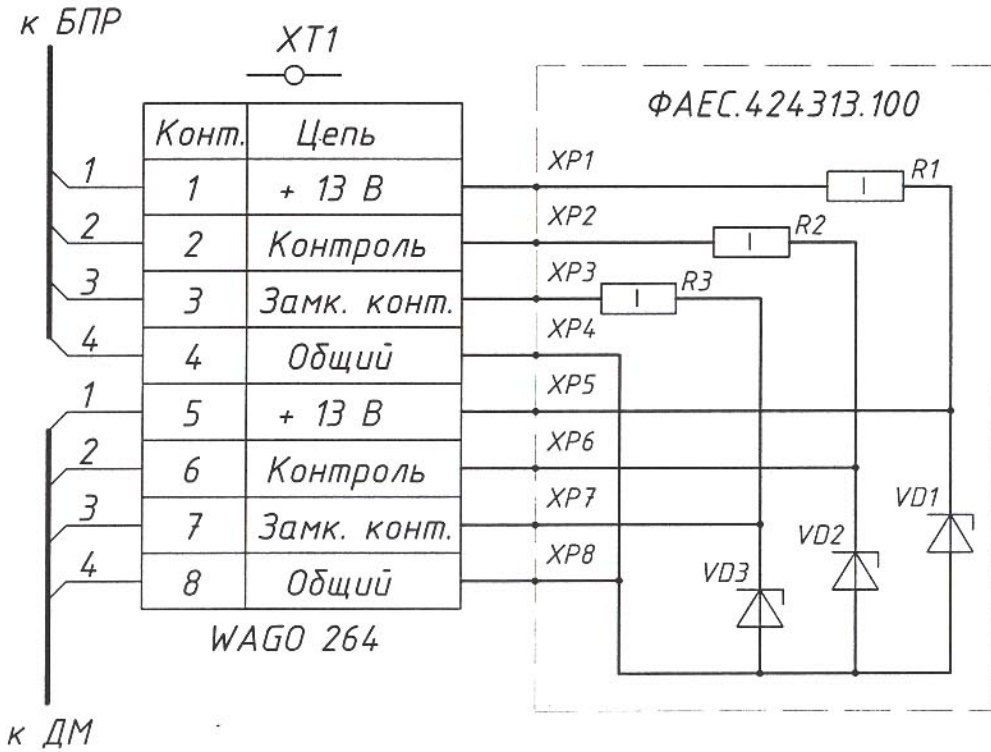 к БПР
XT1
ФАЕС.424313.100
Конт. Цепь
1 1 + 13 В XP1 R1
2 2 Контроль XP2 R2
3 3 Замк. конт. XP3 R3
4 4 Общий XP4
1 5 + 13 В XP5
2 6 Контроль XP6
3 7 Замк. конт. XP7
4 8 Общий XP8
VD1
VD2
VD3
WAGO 264
к ДМ